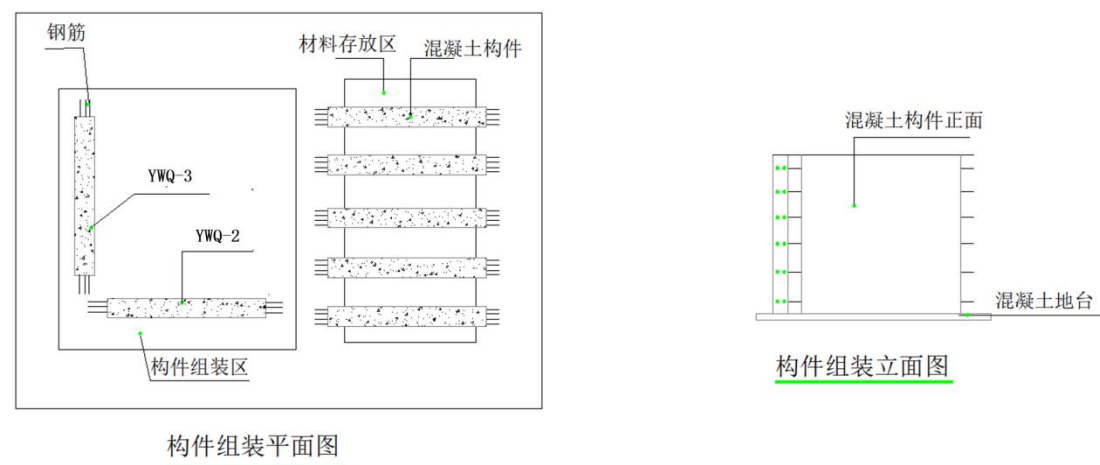 钢筋
材料存放区
混凝土构件
YWQ-3
YWQ-2
构件组装区
构件组装平面图
混凝土构件正面
混凝土地台
构件组装立面图